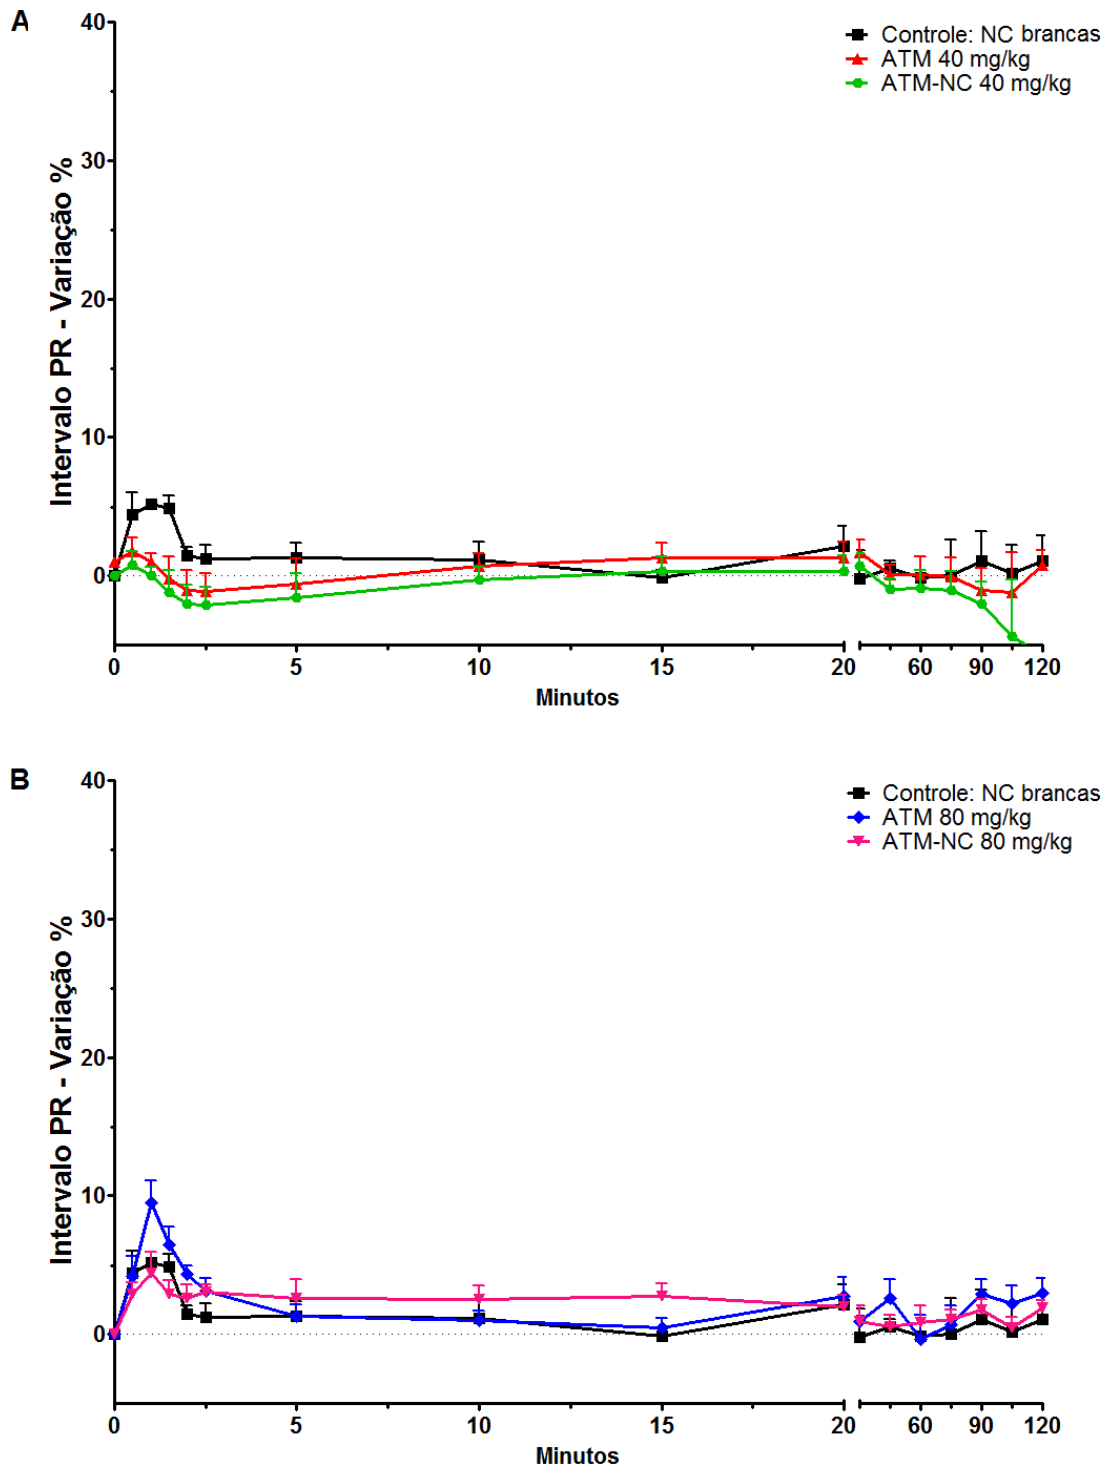 A
Controle: NC brancas
ATM 40 mg/kg
ATM-NC 40 mg/kg
Intervalo PR - Variação %
40
30
20
10
0
0 5 10 15 20 60 90 120
Minutos
B
Controle: NC brancas
ATM 80 mg/kg
ATM-NC 80 mg/kg
Intervalo PR - Variação %
40
30
20
10
0
0 5 10 15 20 60 90 120
Minutos